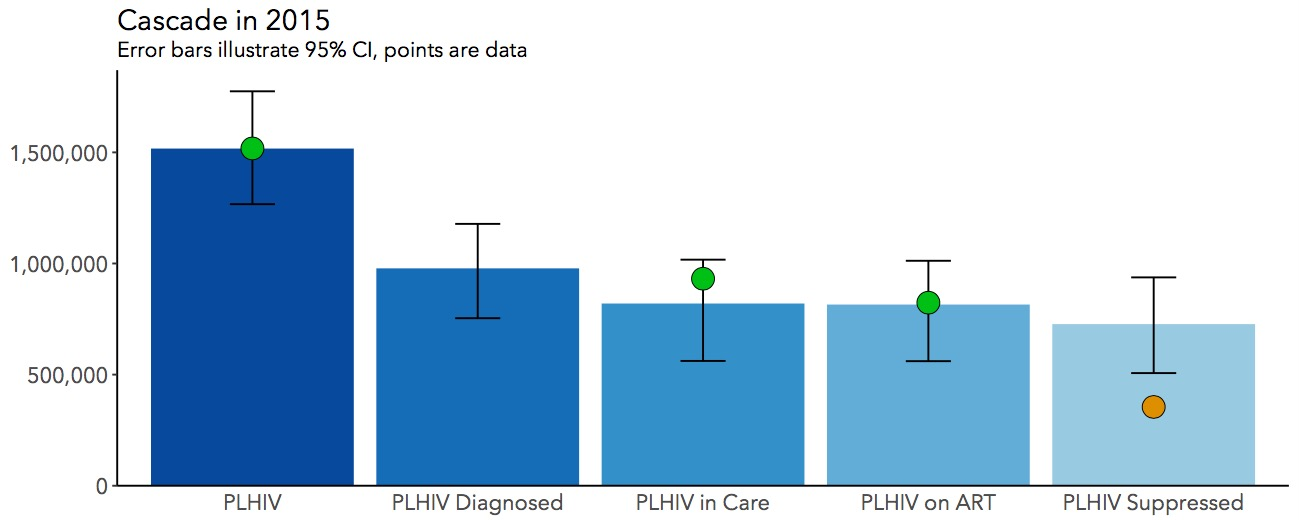 Cascade in 2015
Error bars illustrate 95% CI, points are data
1,500,000
1,000,000
500,000
0
PLHIV
PLHIV Diagnosed
PLHIV in Care
PLHIV on ART
PLHIV Suppressed